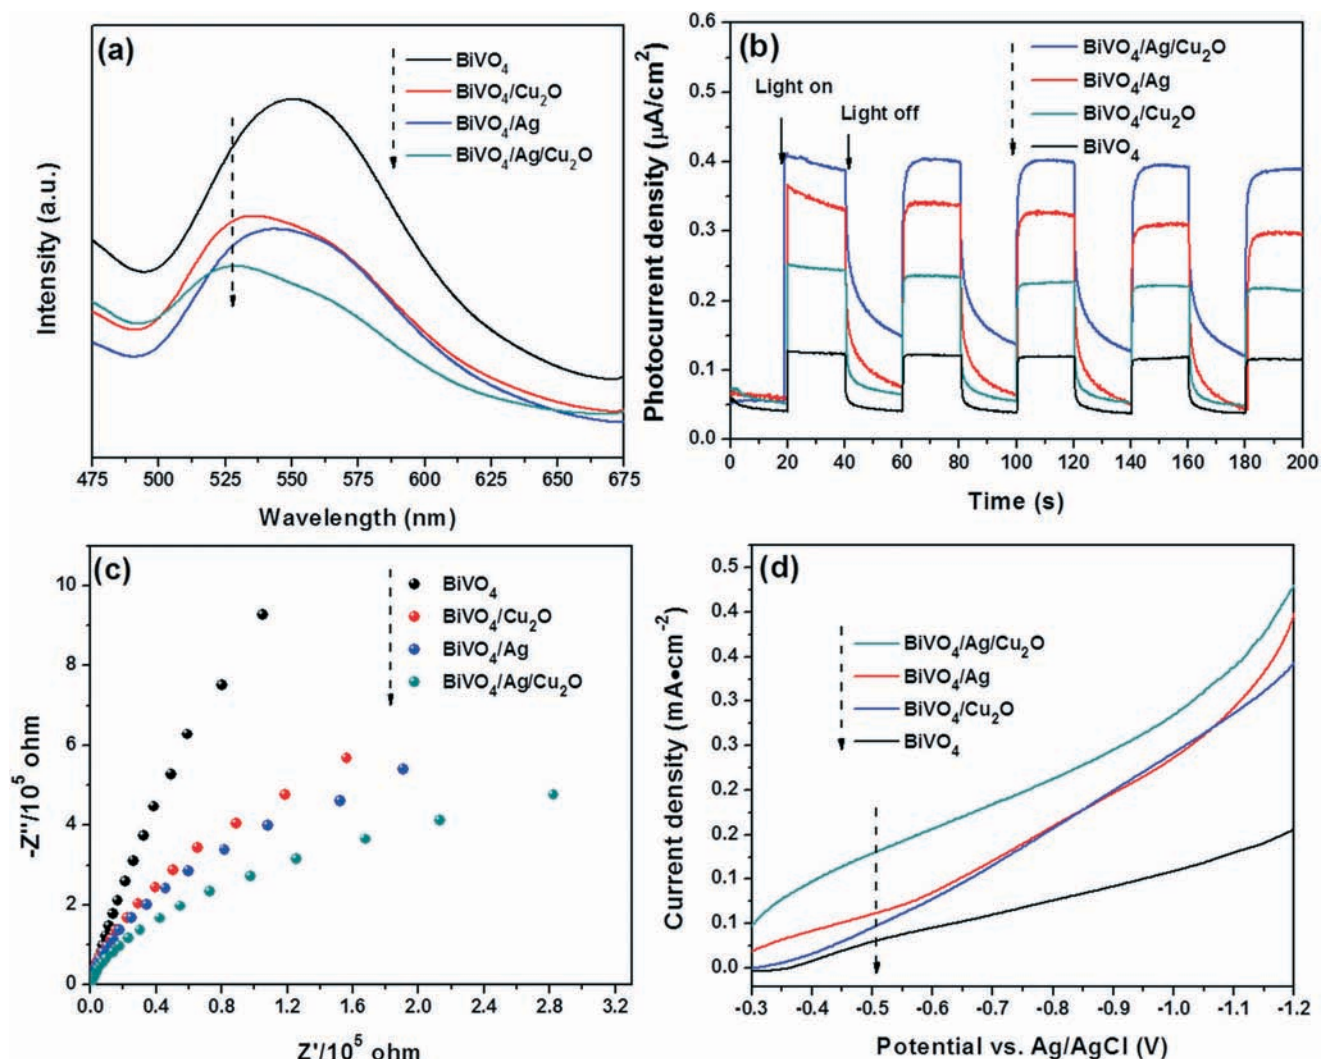 (a)
BiVO₄
BiVO₄/Cu₂O
BiVO₄/Ag
BiVO₄/Ag/Cu₂O
Intensity (a.u.)
475 500 525 550 575 600 625 650 675
Wavelength (nm)
(b)
BiVO₄/Ag/Cu₂O
BiVO₄/Ag
BiVO₄/Cu₂O
BiVO₄
Light on
Light off
Photocurrent density (μA/cm²)
0.6
0.5
0.4
0.3
0.2
0.1
0.0
0 20 40 60 80 100 120 140 160 180 200
Time (s)
(c)
BiVO₄
BiVO₄/Cu₂O
BiVO₄/Ag
BiVO₄/Ag/Cu₂O
-Z''/10⁵ ohm
10
8
6
4
2
0
0.0 0.4 0.8 1.2 1.6 2.0 2.4 2.8 3.2
Z'/10⁵ ohm
(d)
BiVO₄/Ag/Cu₂O
BiVO₄/Ag
BiVO₄/Cu₂O
BiVO₄
Current density (mA•cm⁻²)
0.5
0.4
0.4
0.3
0.3
0.2
0.2
0.1
0.1
0.0
-0.3 -0.4 -0.5 -0.6 -0.7 -0.8 -0.9 -1.0 -1.1 -1.2
Potential vs. Ag/AgCl (V)